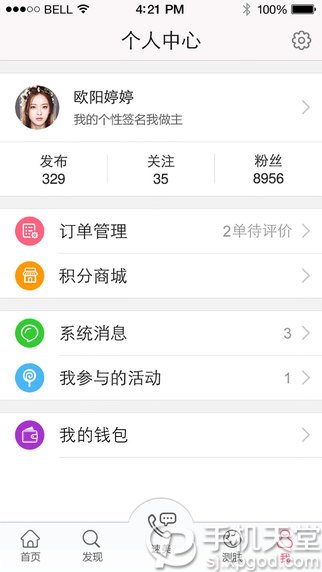 BELL 4:21 PM 100%
个人中心
欧阳婷婷
我的个性签名我做主
发布 关注 粉丝
329 35 8956
订单管理 2单待评价
积分商城
系统消息 3
我参与的活动 1
我的钱包
首页 发现 速美 测肤 我
手机天堂
sjxpgod.com